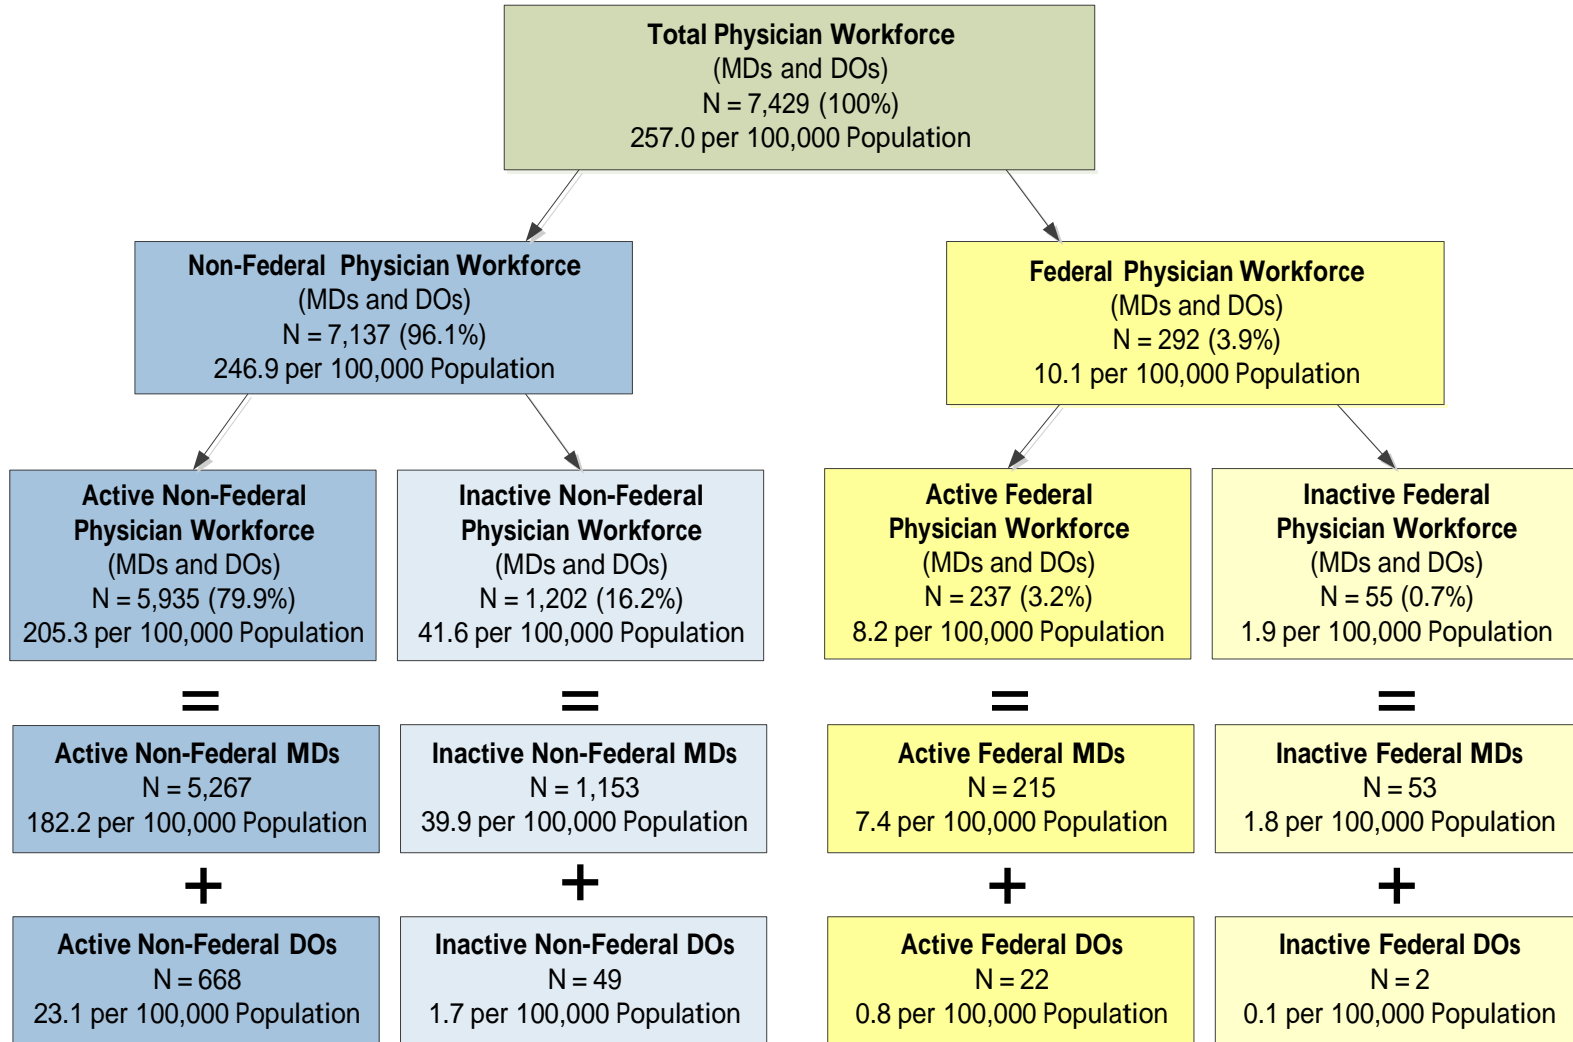 Total Physician Workforce
(MDs and DOs)
N = 7,429 (100%)
257.0 per 100,000 Population
Non-Federal Physician Workforce
(MDs and DOs)
N = 7,137 (96.1%)
246.9 per 100,000 Population
Federal Physician Workforce
(MDs and DOs)
N = 292 (3.9%)
10.1 per 100,000 Population
Active Non-Federal
Physician Workforce
(MDs and DOs)
N = 5,935 (79.9%)
205.3 per 100,000 Population
Inactive Non-Federal
Physician Workforce
(MDs and DOs)
N = 1,202 (16.2%)
41.6 per 100,000 Population
Active Federal
Physician Workforce
(MDs and DOs)
N = 237 (3.2%)
8.2 per 100,000 Population
Inactive Federal
Physician Workforce
(MDs and DOs)
N = 55 (0.7%)
1.9 per 100,000 Population
= = = =
Active Non-Federal MDs
N = 5,267
182.2 per 100,000 Population
Inactive Non-Federal MDs
N = 1,153
39.9 per 100,000 Population
Active Federal MDs
N = 215
7.4 per 100,000 Population
Inactive Federal MDs
N = 53
1.8 per 100,000 Population
+ + + +
Active Non-Federal DOs
N = 668
23.1 per 100,000 Population
Inactive Non-Federal DOs
N = 49
1.7 per 100,000 Population
Active Federal DOs
N = 22
0.8 per 100,000 Population
Inactive Federal DOs
N = 2
0.1 per 100,000 Population